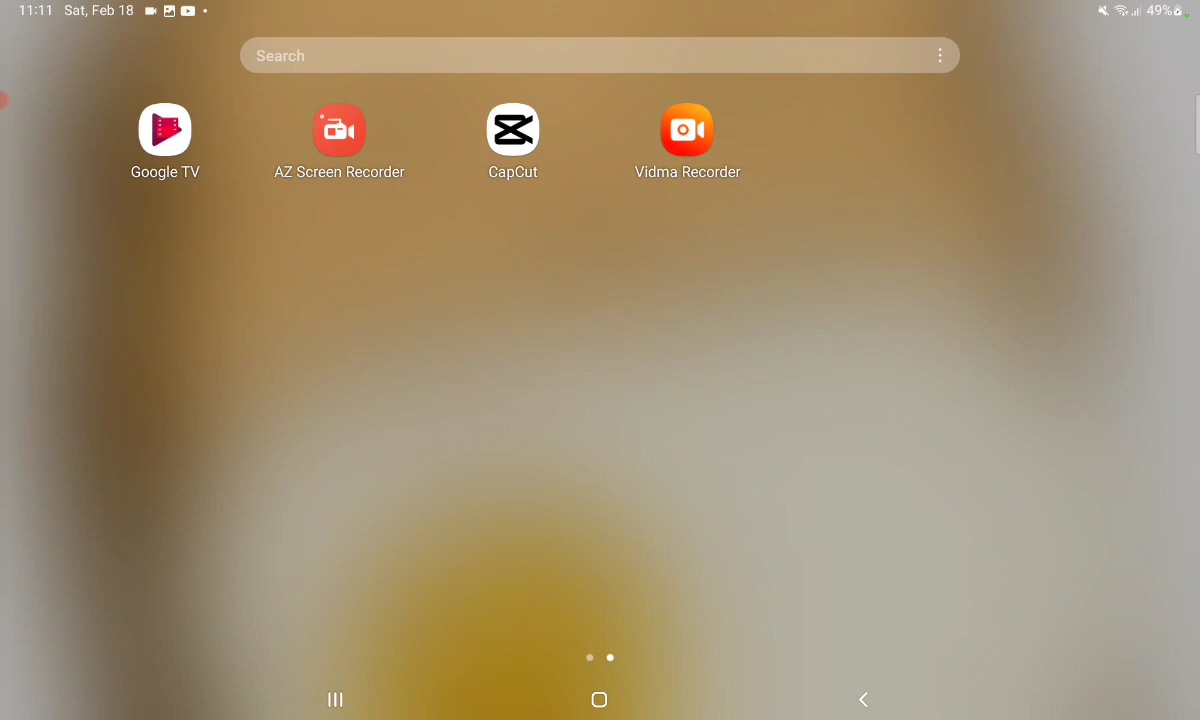 11:11 Sat, Feb 18 49%
Search
Google TV AZ Screen Recorder CapCut Vidma Recorder